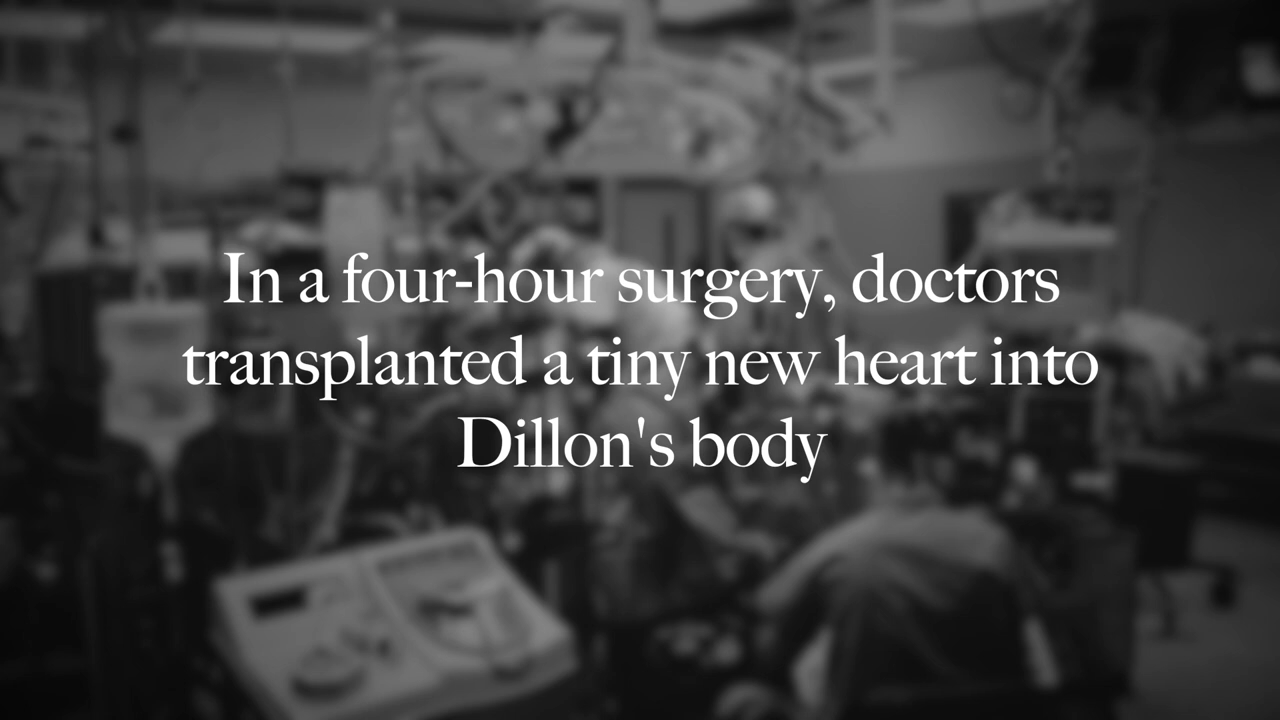 In a four-hour surgery, doctors
transplanted a tiny new heart into
Dillon's body